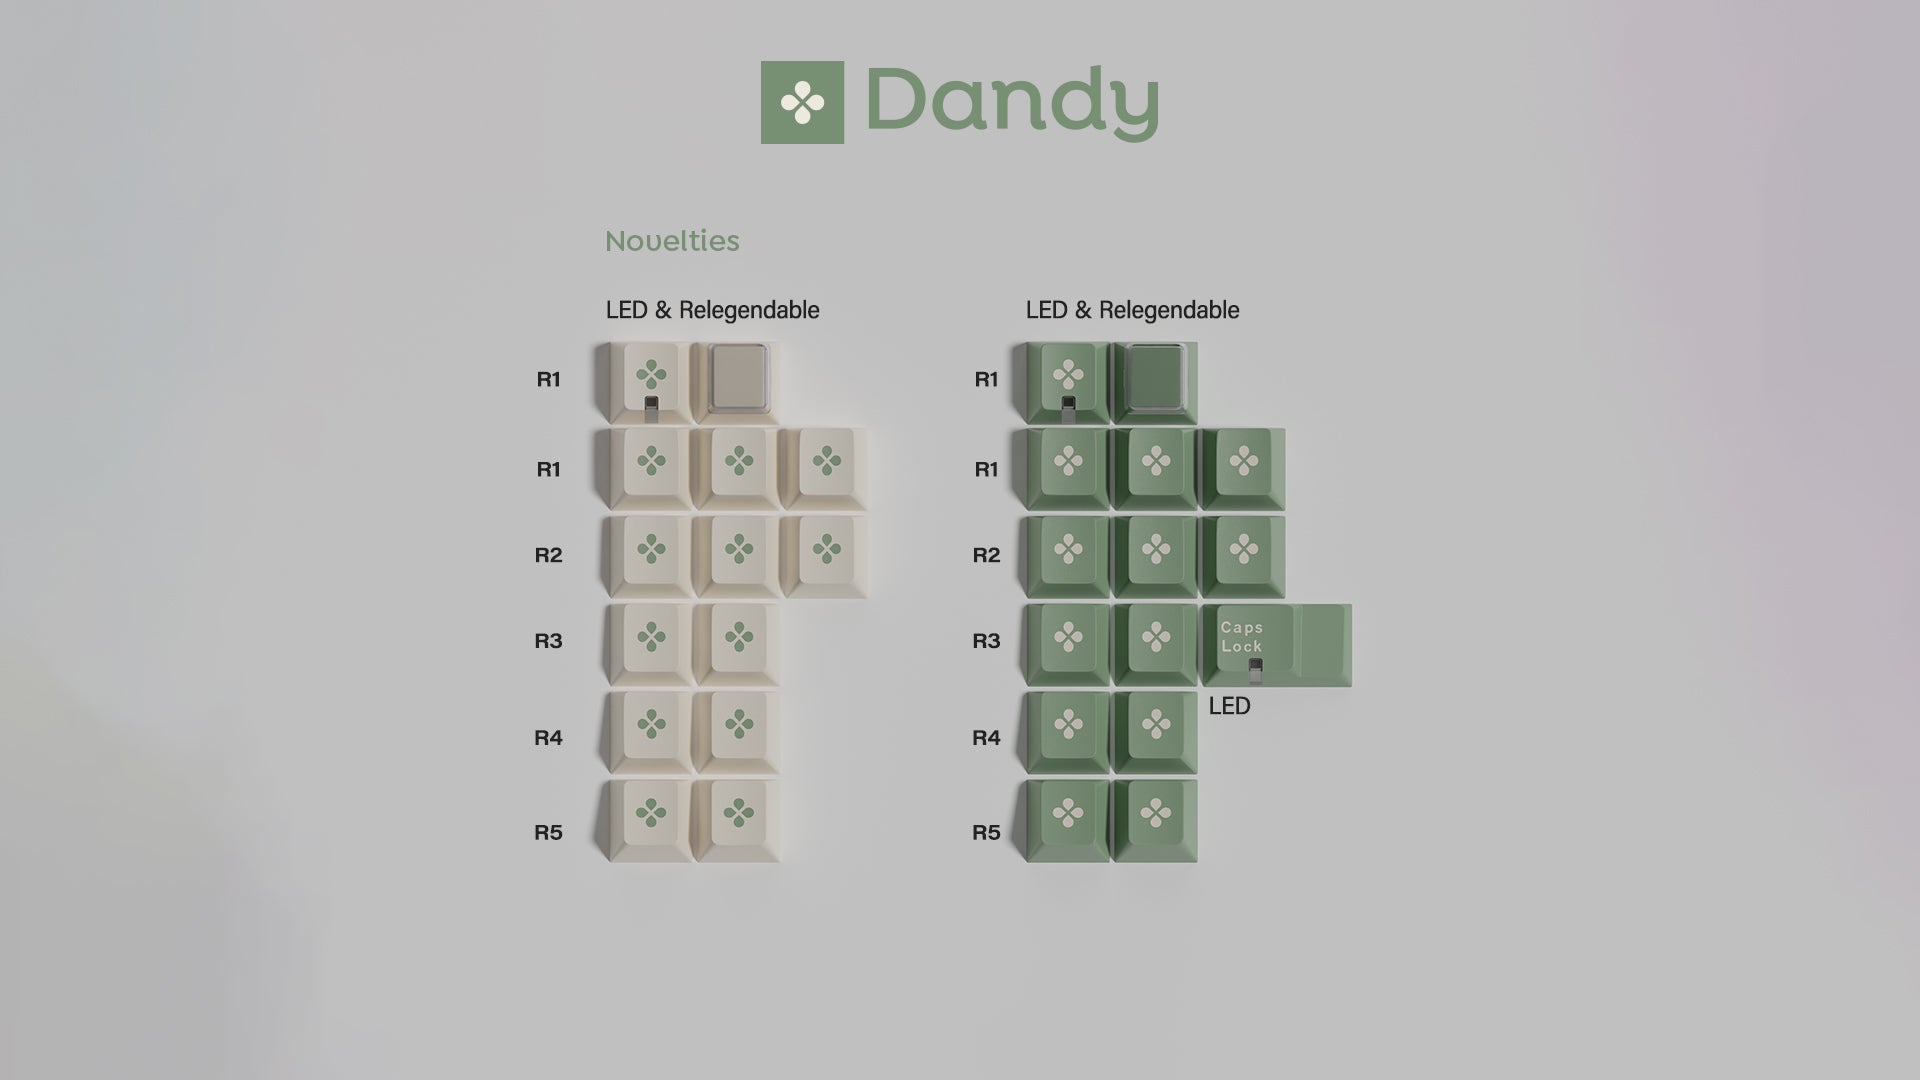 Dandy
Novelties
LED & Relegendable
R1
R1
R2
R3
R4
R5
LED & Relegendable
R1
R1
R2
R3
Caps
Lock
LED
R4
R5